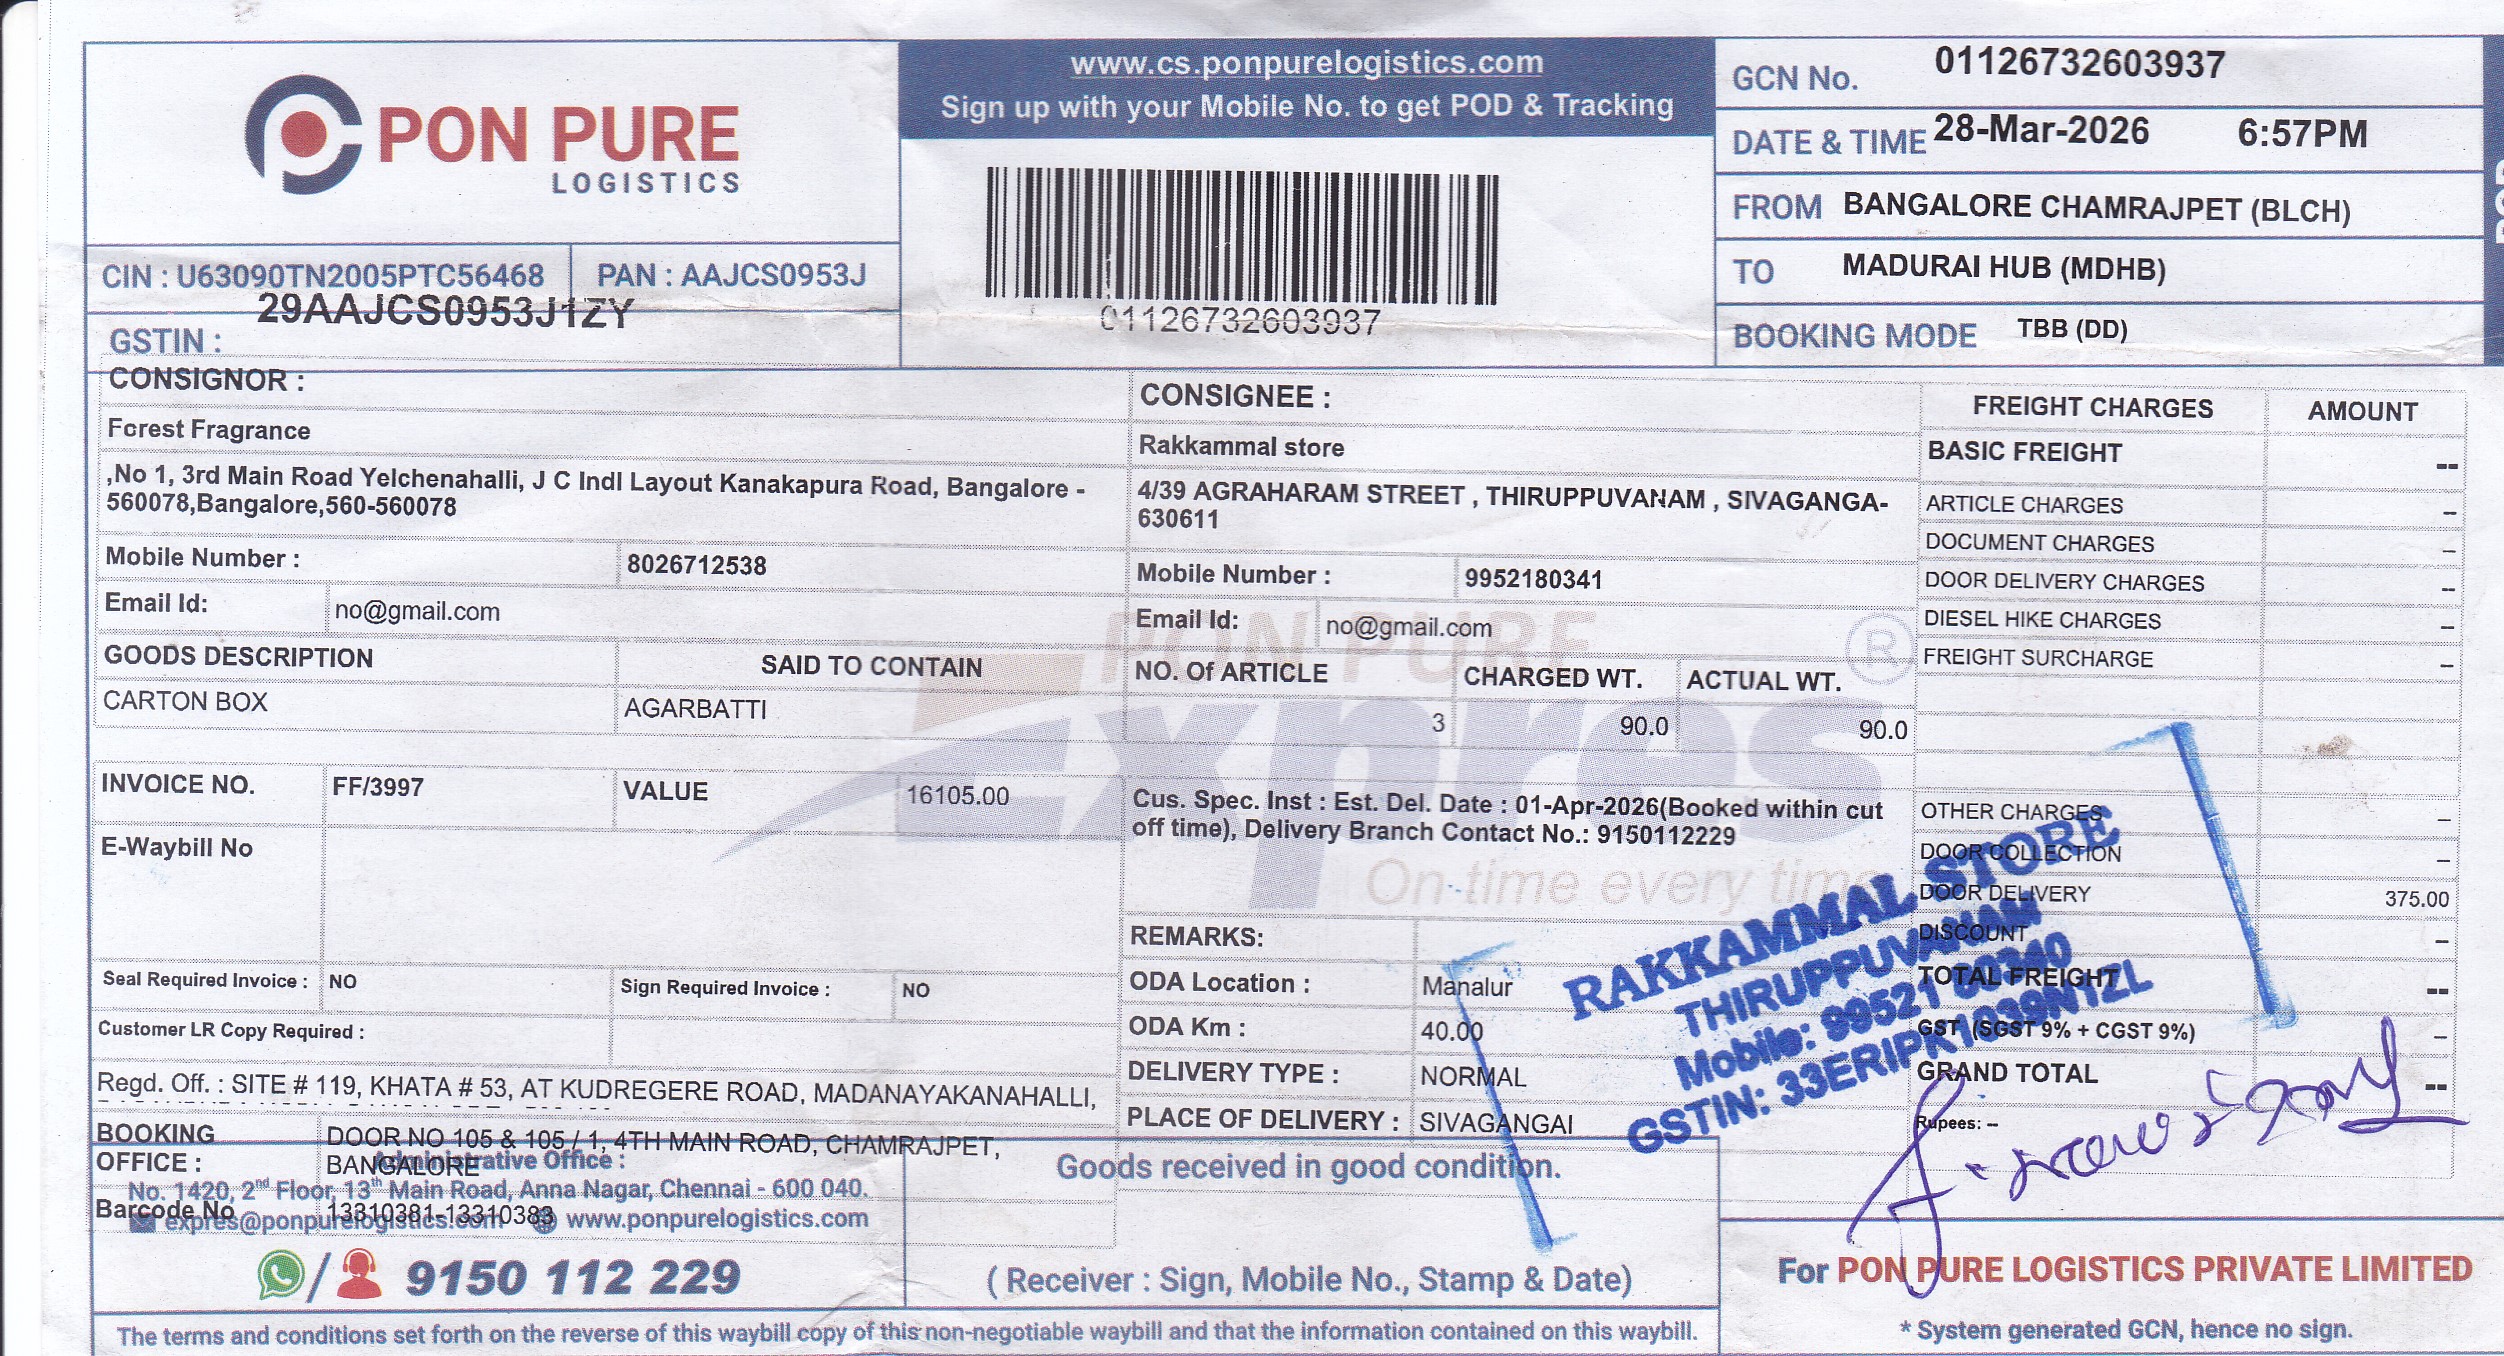 PON PURE
LOGISTICS
www.cs.ponpurelogistics.com
Sign up with your Mobile No. to get POD & Tracking
01126732603937
GCN No. 01126732603937
DATE & TIME 28-Mar-2026 6:57PM
FROM BANGALORE CHAMRAJPET (BLCH)
TO MADURAI HUB (MDHB)
BOOKING MODE TBB (DD)
POD
CIN : U63090TN2005PTC56468 PAN : AAJCS0953J
29AAJCS0953J1ZY
GSTIN :
CONSIGNOR :
Forest Fragrance
,No 1, 3rd Main Road Yelchenahalli, J C Indl Layout Kanakapura Road, Bangalore -
560078,Bangalore,560-560078
Mobile Number : 8026712538
Email Id: no@gmail.com
GOODS DESCRIPTION SAID TO CONTAIN
CARTON BOX AGARBATTI
CONSIGNEE :
Rakkammal store
4/39 AGRAHARAM STREET , THIRUPPUVANAM , SIVAGANGA-
630611
Mobile Number : 9952180341
Email Id: no@gmail.com
NO. Of ARTICLE CHARGED WT. ACTUAL WT.
3 90.0 90.0
PON PURE
Expres ®
On time every time
INVOICE NO. FF/3997 VALUE 16105.00
E-Waybill No
Seal Required Invoice : NO Sign Required Invoice : NO
Customer LR Copy Required :
Regd. Off. : SITE # 119, KHATA # 53, AT KUDREGERE ROAD, MADANAYAKANAHALLI,
BOOKING OFFICE : DOOR NO 105 & 105 / 1, 4TH MAIN ROAD, CHAMRAJPET,
BANGALORE
Administrative Office :
No. 1420, 2nd Floor, 13th Main Road, Anna Nagar, Chennai - 600 040.
Barcode No 13310381-13310383
expres@ponpurelogistics.com www.ponpurelogistics.com
/ 9150 112 229
Cus. Spec. Inst : Est. Del. Date : 01-Apr-2026(Booked within cut
off time), Delivery Branch Contact No.: 9150112229
REMARKS:
ODA Location : Manalur
ODA Km : 40.00
DELIVERY TYPE : NORMAL
PLACE OF DELIVERY : SIVAGANGAI
Goods received in good condition.
( Receiver : Sign, Mobile No., Stamp & Date)
FREIGHT CHARGES AMOUNT
BASIC FREIGHT --
ARTICLE CHARGES –
DOCUMENT CHARGES –
DOOR DELIVERY CHARGES –
DIESEL HIKE CHARGES –
FREIGHT SURCHARGE –
OTHER CHARGES –
DOOR COLLECTION –
DOOR DELIVERY 375.00
DISCOUNT –
TOTAL FREIGHT --
GST (SGST 9% + CGST 9%) –
GRAND TOTAL --
Rupees: --
RAKKAMMAL STORE
THIRUPPUVANAM
Mobile:
GSTIN: 33ERIPK1039N1ZL
For PON PURE LOGISTICS PRIVATE LIMITED
The terms and conditions set forth on the reverse of this waybill copy of this non-negotiable waybill and that the information contained on this waybill.
* System generated GCN, hence no sign.